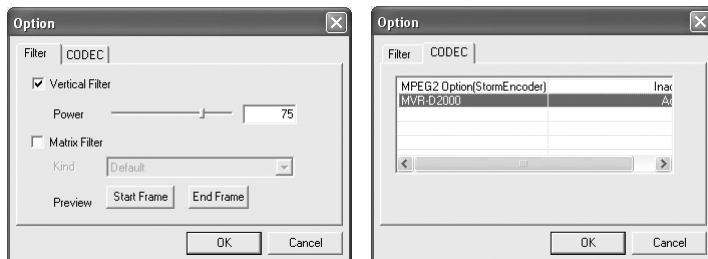 Option
Filter
CODEC
Vertical Filter
Power
75
Matrix Filter
Kind
Default
Preview
Start Frame
End Frame
OK
Cancel
Option
Filter
CODEC
MPEG2 Option(StormEncoder)
MVR-D2000
OK
Cancel